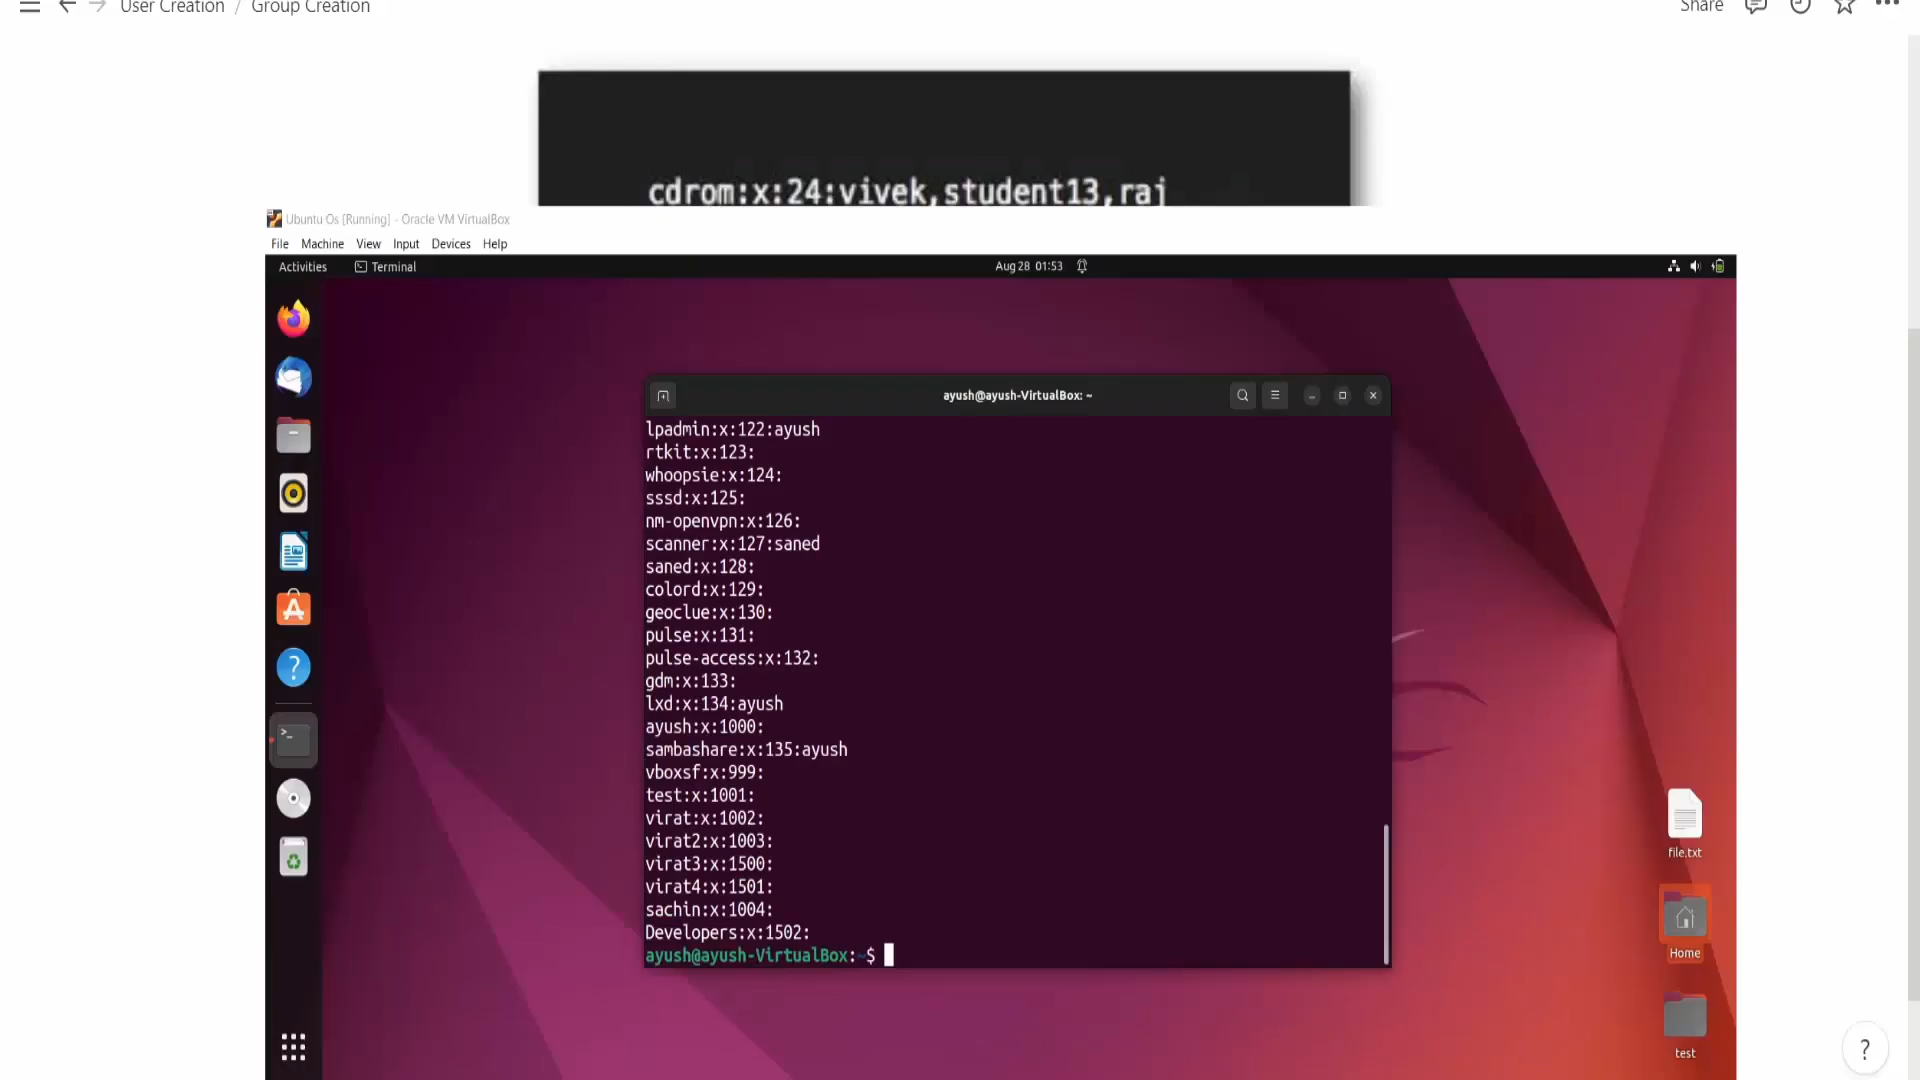 User Creation / Group Creation
Share
cdrom:x:24:vivek,student13,raj
Ubuntu Os [Running] - Oracle VM VirtualBox
File Machine View Input Devices Help
Activities Terminal Aug 28 01:53
ayush@ayush-VirtualBox: ~
lpadmin:x:122:ayush
rtkit:x:123:
whoopsie:x:124:
sssd:x:125:
nm-openvpn:x:126:
scanner:x:127:saned
saned:x:128:
colord:x:129:
geoclue:x:130:
pulse:x:131:
pulse-access:x:132:
gdm:x:133:
lxd:x:134:ayush
ayush:x:1000:
sambashare:x:135:ayush
vboxsf:x:999:
test:x:1001:
virat:x:1002:
virat2:x:1003:
virat3:x:1500:
virat4:x:1501:
sachin:x:1004:
Developers:x:1502:
ayush@ayush-VirtualBox:~$
file.txt
Home
test
?